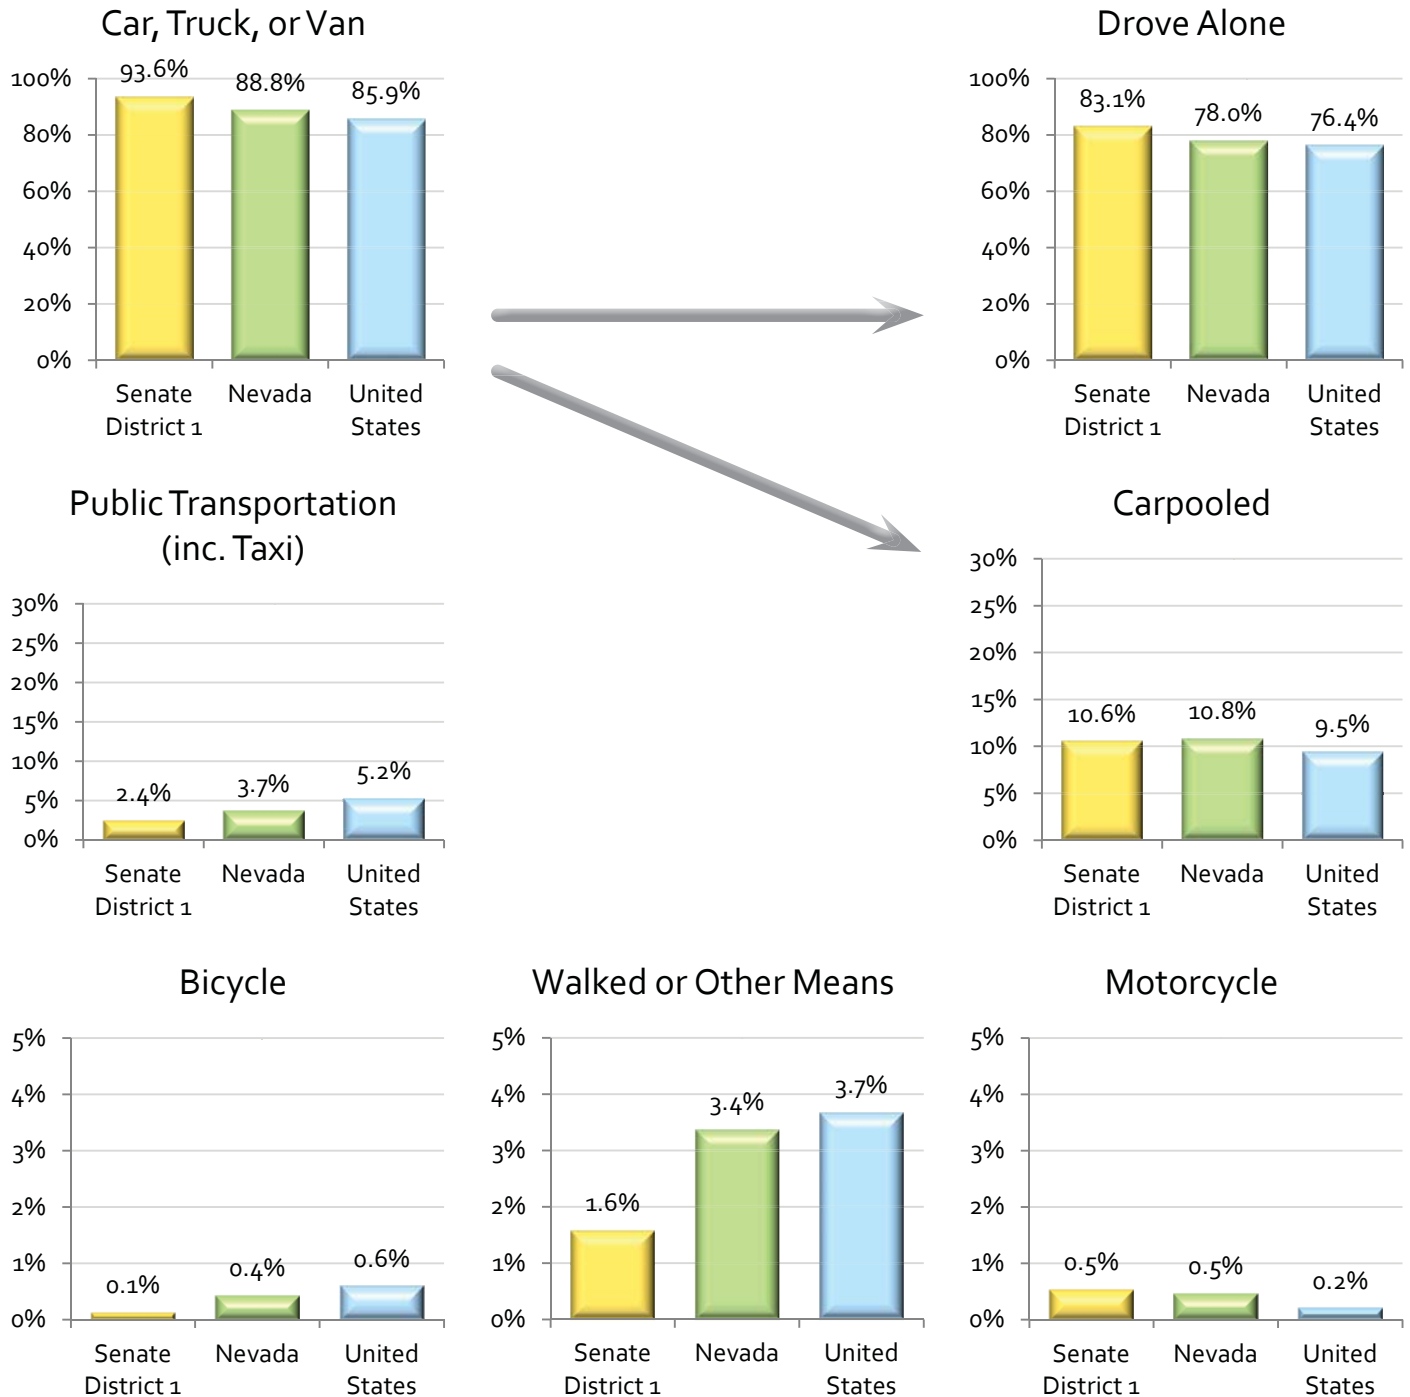 Car, Truck, or Van
100%
80%
60%
40%
20%
0%
93.6%
88.8%
85.9%
Senate
District 1
Nevada
United
States
Drove Alone
100%
80%
60%
40%
20%
0%
83.1%
78.0%
76.4%
Senate
District 1
Nevada
United
States
Public Transportation
(inc. Taxi)
30%
25%
20%
15%
10%
5%
0%
2.4%
3.7%
5.2%
Senate
District 1
Nevada
United
States
Carpooled
30%
25%
20%
15%
10%
5%
0%
10.6%
10.8%
9.5%
Senate
District 1
Nevada
United
States
Bicycle
5%
4%
3%
2%
1%
0%
0.1%
0.4%
0.6%
Senate
District 1
Nevada
United
States
Walked or Other Means
5%
4%
3%
2%
1%
0%
1.6%
3.4%
3.7%
Senate
District 1
Nevada
United
States
Motorcycle
5%
4%
3%
2%
1%
0%
0.5%
0.5%
0.2%
Senate
District 1
Nevada
United
States